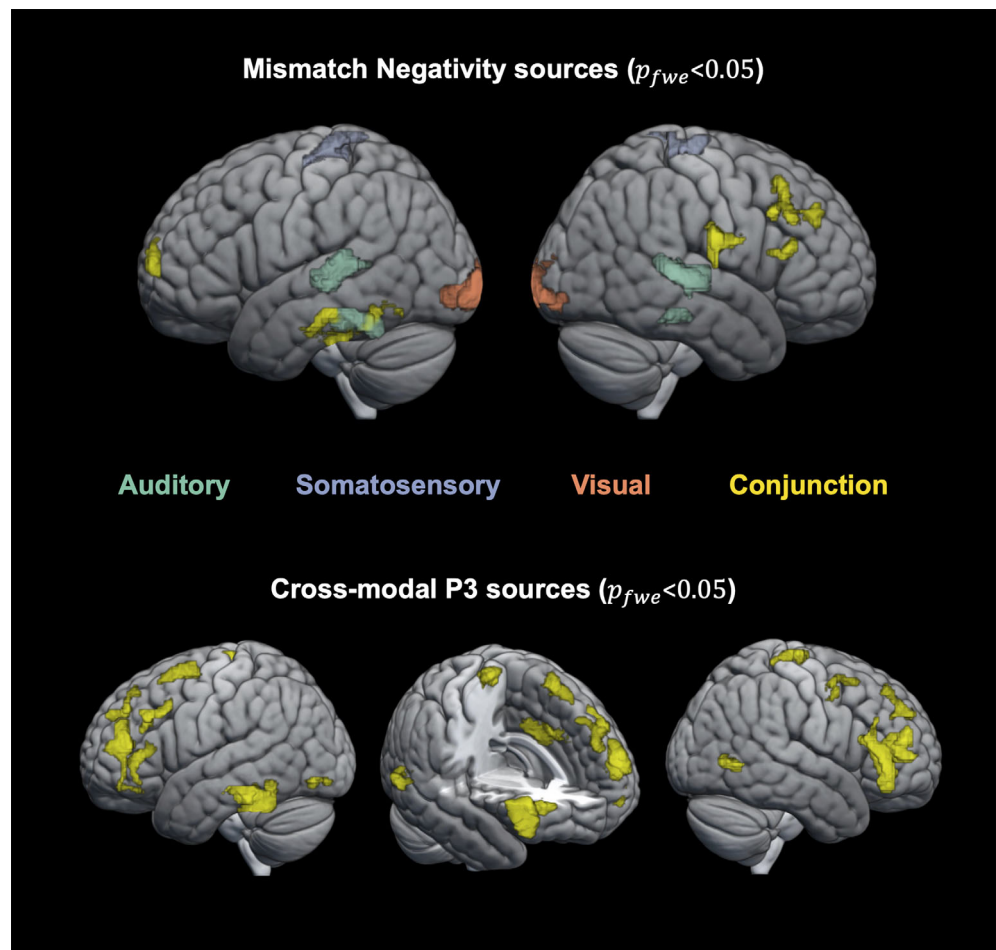 Mismatch Negativity sources (p_fwe<0.05)
Auditory Somatosensory Visual Conjunction
Cross-modal P3 sources (p_fwe<0.05)